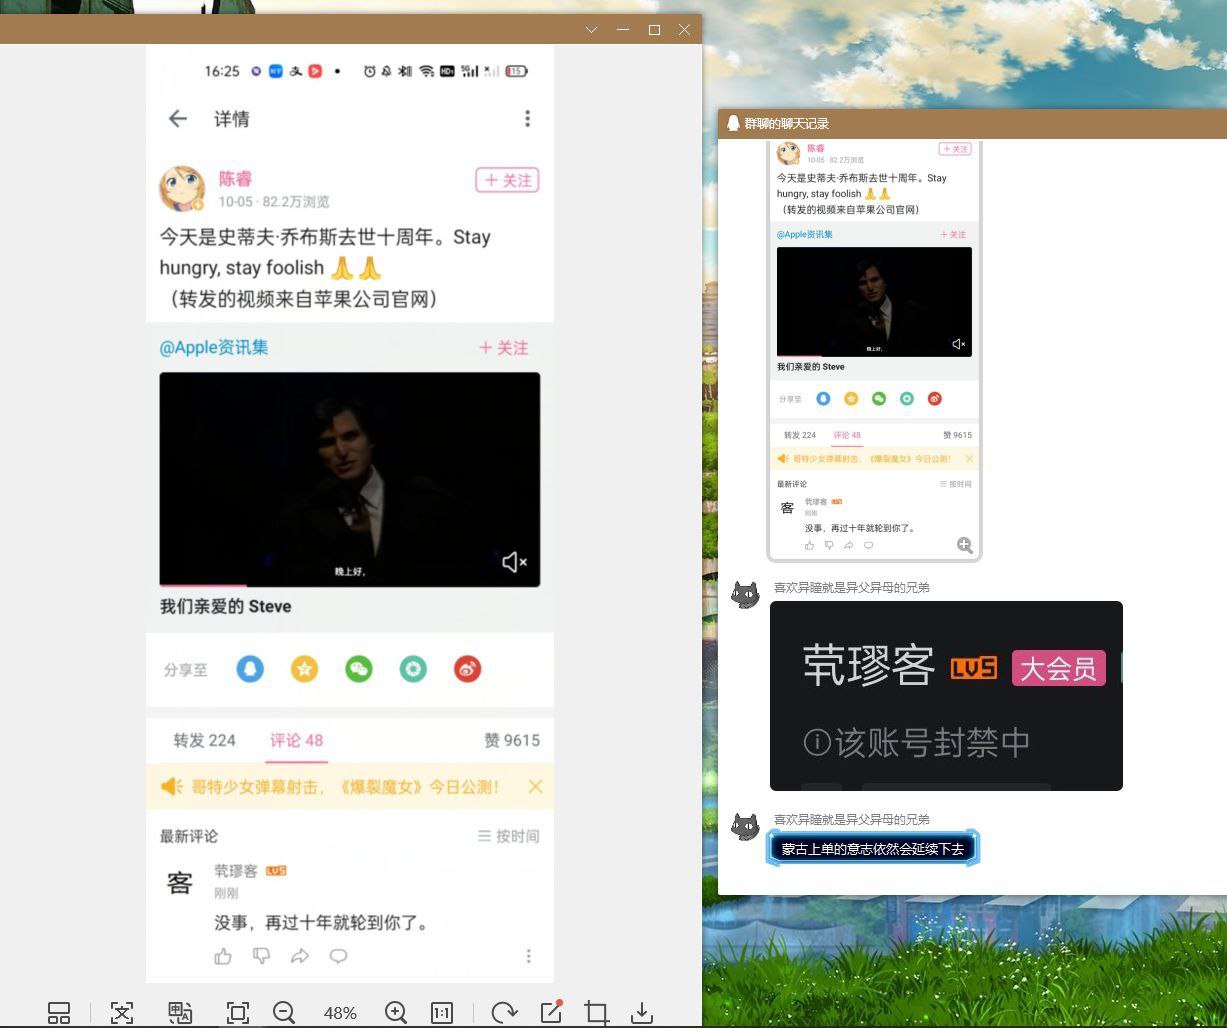 16:25
详情
陈睿
+ 关注
10-05 · 82.2万浏览
今天是史蒂夫·乔布斯去世十周年。Stay
hungry, stay foolish 🙏🙏
（转发的视频来自苹果公司官网）
@Apple资讯集
+ 关注
晚上好，
我们亲爱的 Steve
分享至
转发 224
评论 48
赞 9615
哥特少女弹幕射击，《爆裂魔女》今日公测！
最新评论
按时间
客
茕璆客 LV5
刚刚
没事，再过十年就轮到你了。
48%
1:1
群聊的聊天记录
陈睿
+ 关注
10-05 · 82.2万浏览
今天是史蒂夫·乔布斯去世十周年。Stay
hungry, stay foolish 🙏🙏
（转发的视频来自苹果公司官网）
@Apple资讯集
+ 关注
晚上好，
我们亲爱的 Steve
分享至
转发 224
评论 48
赞 9615
哥特少女弹幕射击，《爆裂魔女》今日公测！
最新评论
按时间
客
茕璆客 LV5
刚刚
没事，再过十年就轮到你了。
喜欢异瞳就是异父异母的兄弟
茕璆客 LV5 大会员
该账号封禁中
喜欢异瞳就是异父异母的兄弟
蒙古上单的意志依然会延续下去